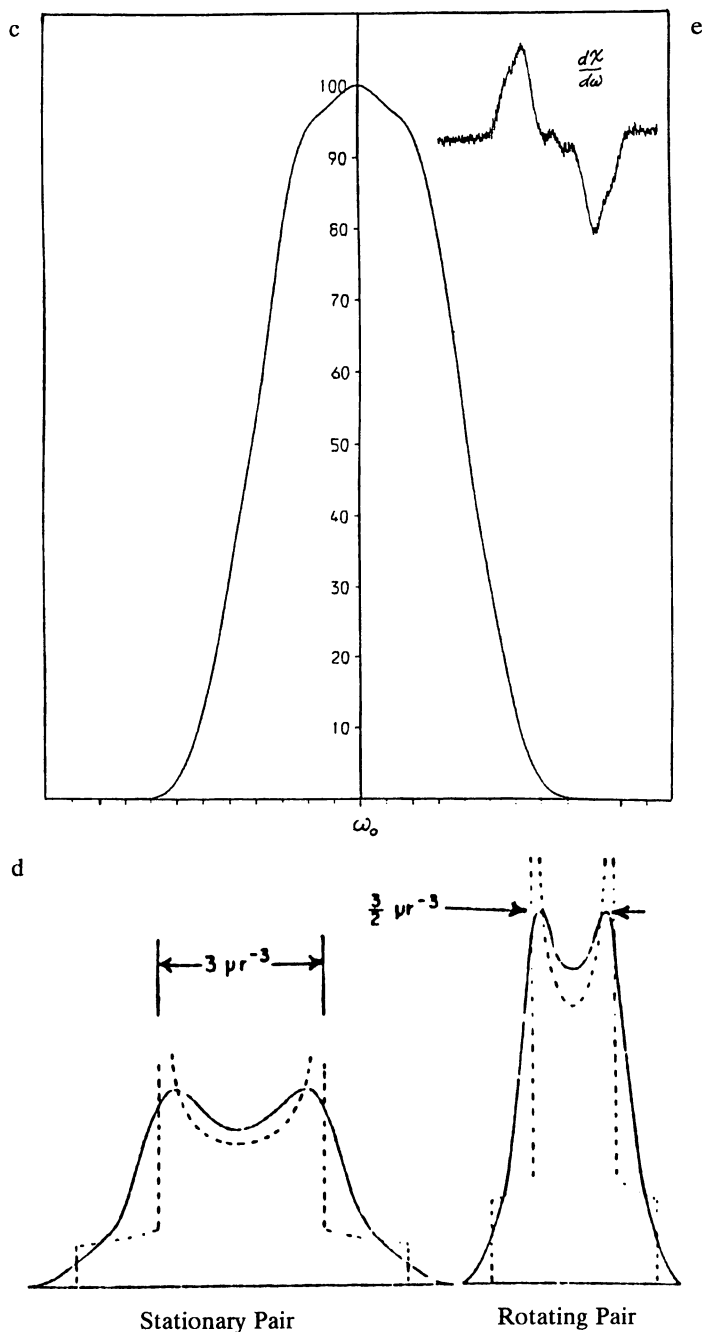 c
e
dχ
dω
100
90
80
70
60
50
40
30
20
10
ω₀
d
3 μr⁻³
3/2 μr⁻³
Stationary Pair
Rotating Pair